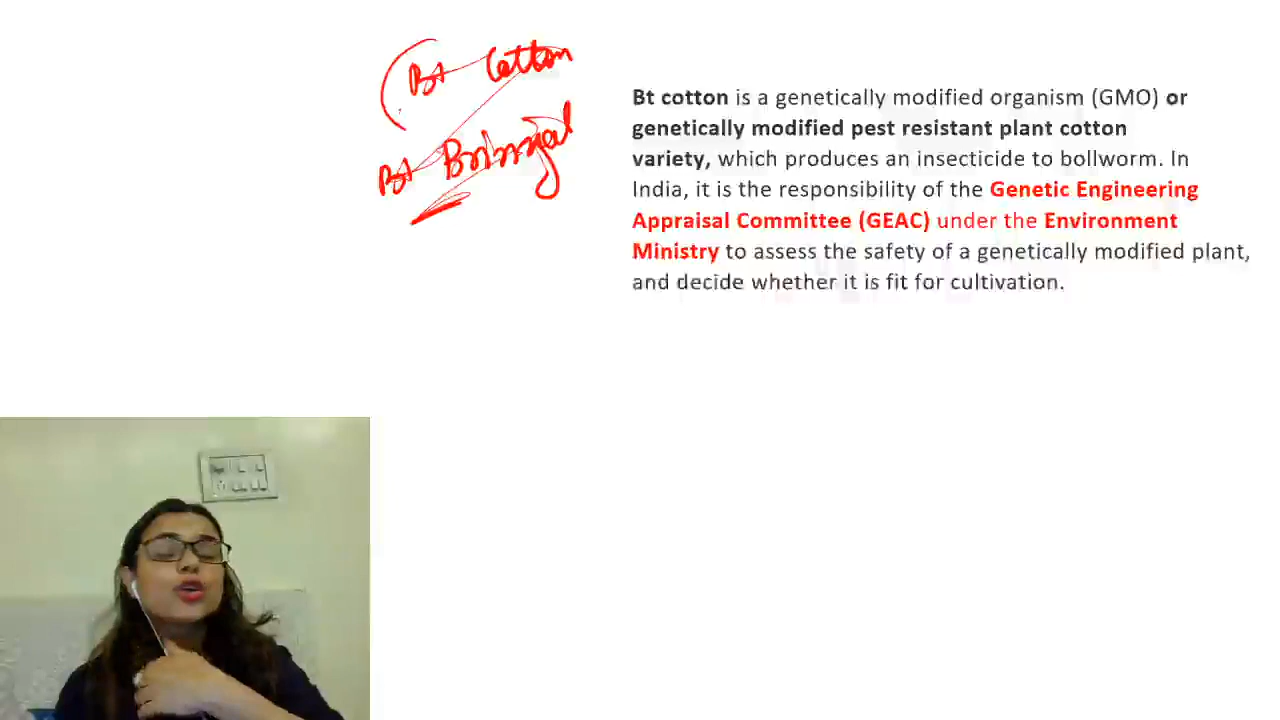 Bt Cotton
Bt Brinjal
Bt cotton is a genetically modified organism (GMO) or
genetically modified pest resistant plant cotton
variety, which produces an insecticide to bollworm. In
India, it is the responsibility of the Genetic Engineering
Appraisal Committee (GEAC) under the Environment
Ministry to assess the safety of a genetically modified plant,
and decide whether it is fit for cultivation.